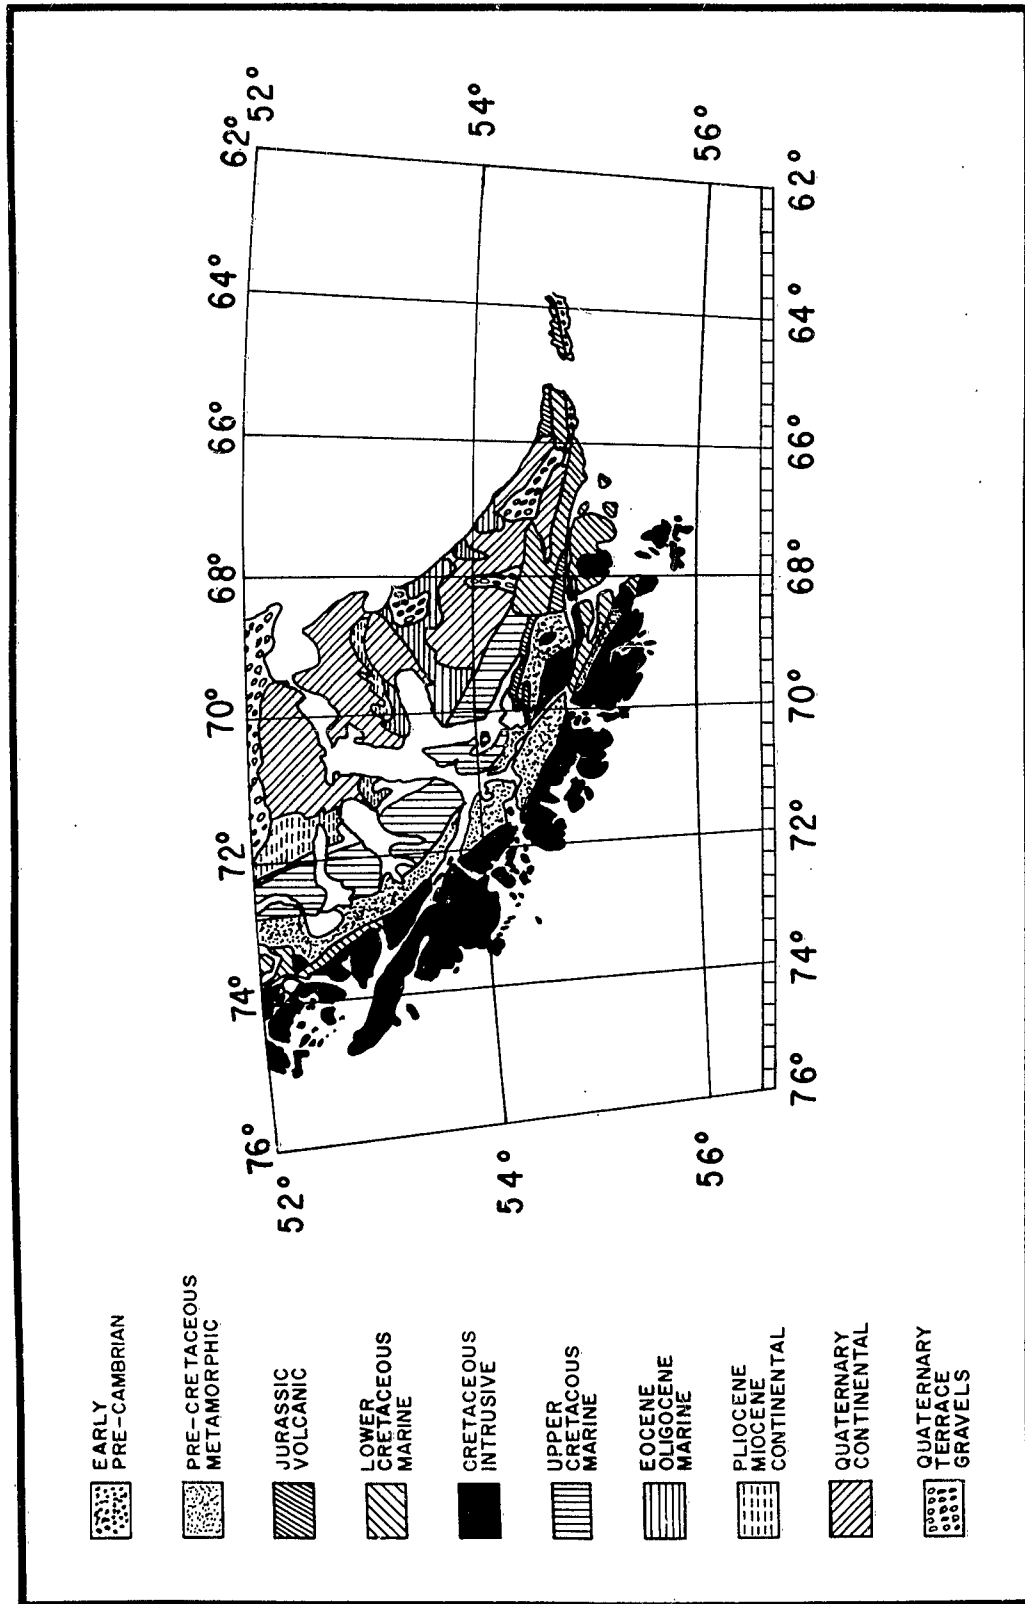 62°
52°
64°
66°
68°
70°
72°
74°
76°
52°
54°
54°
56°
56°
62°
64°
66°
68°
70°
72°
74°
76°
EARLY
PRE-CAMBRIAN
PRE-CRETACEOUS
METAMORPHIC
JURASSIC
VOLCANIC
LOWER
CRETACEOUS
MARINE
CRETACEOUS
INTRUSIVE
UPPER
CRETACOUS
MARINE
EOCENE
OLIGOCENE
MARINE
PLIOCENE
MIOCENE
CONTINENTAL
QUATERNARY
CONTINENTAL
QUATERNARY
TERRACE
GRAVELS